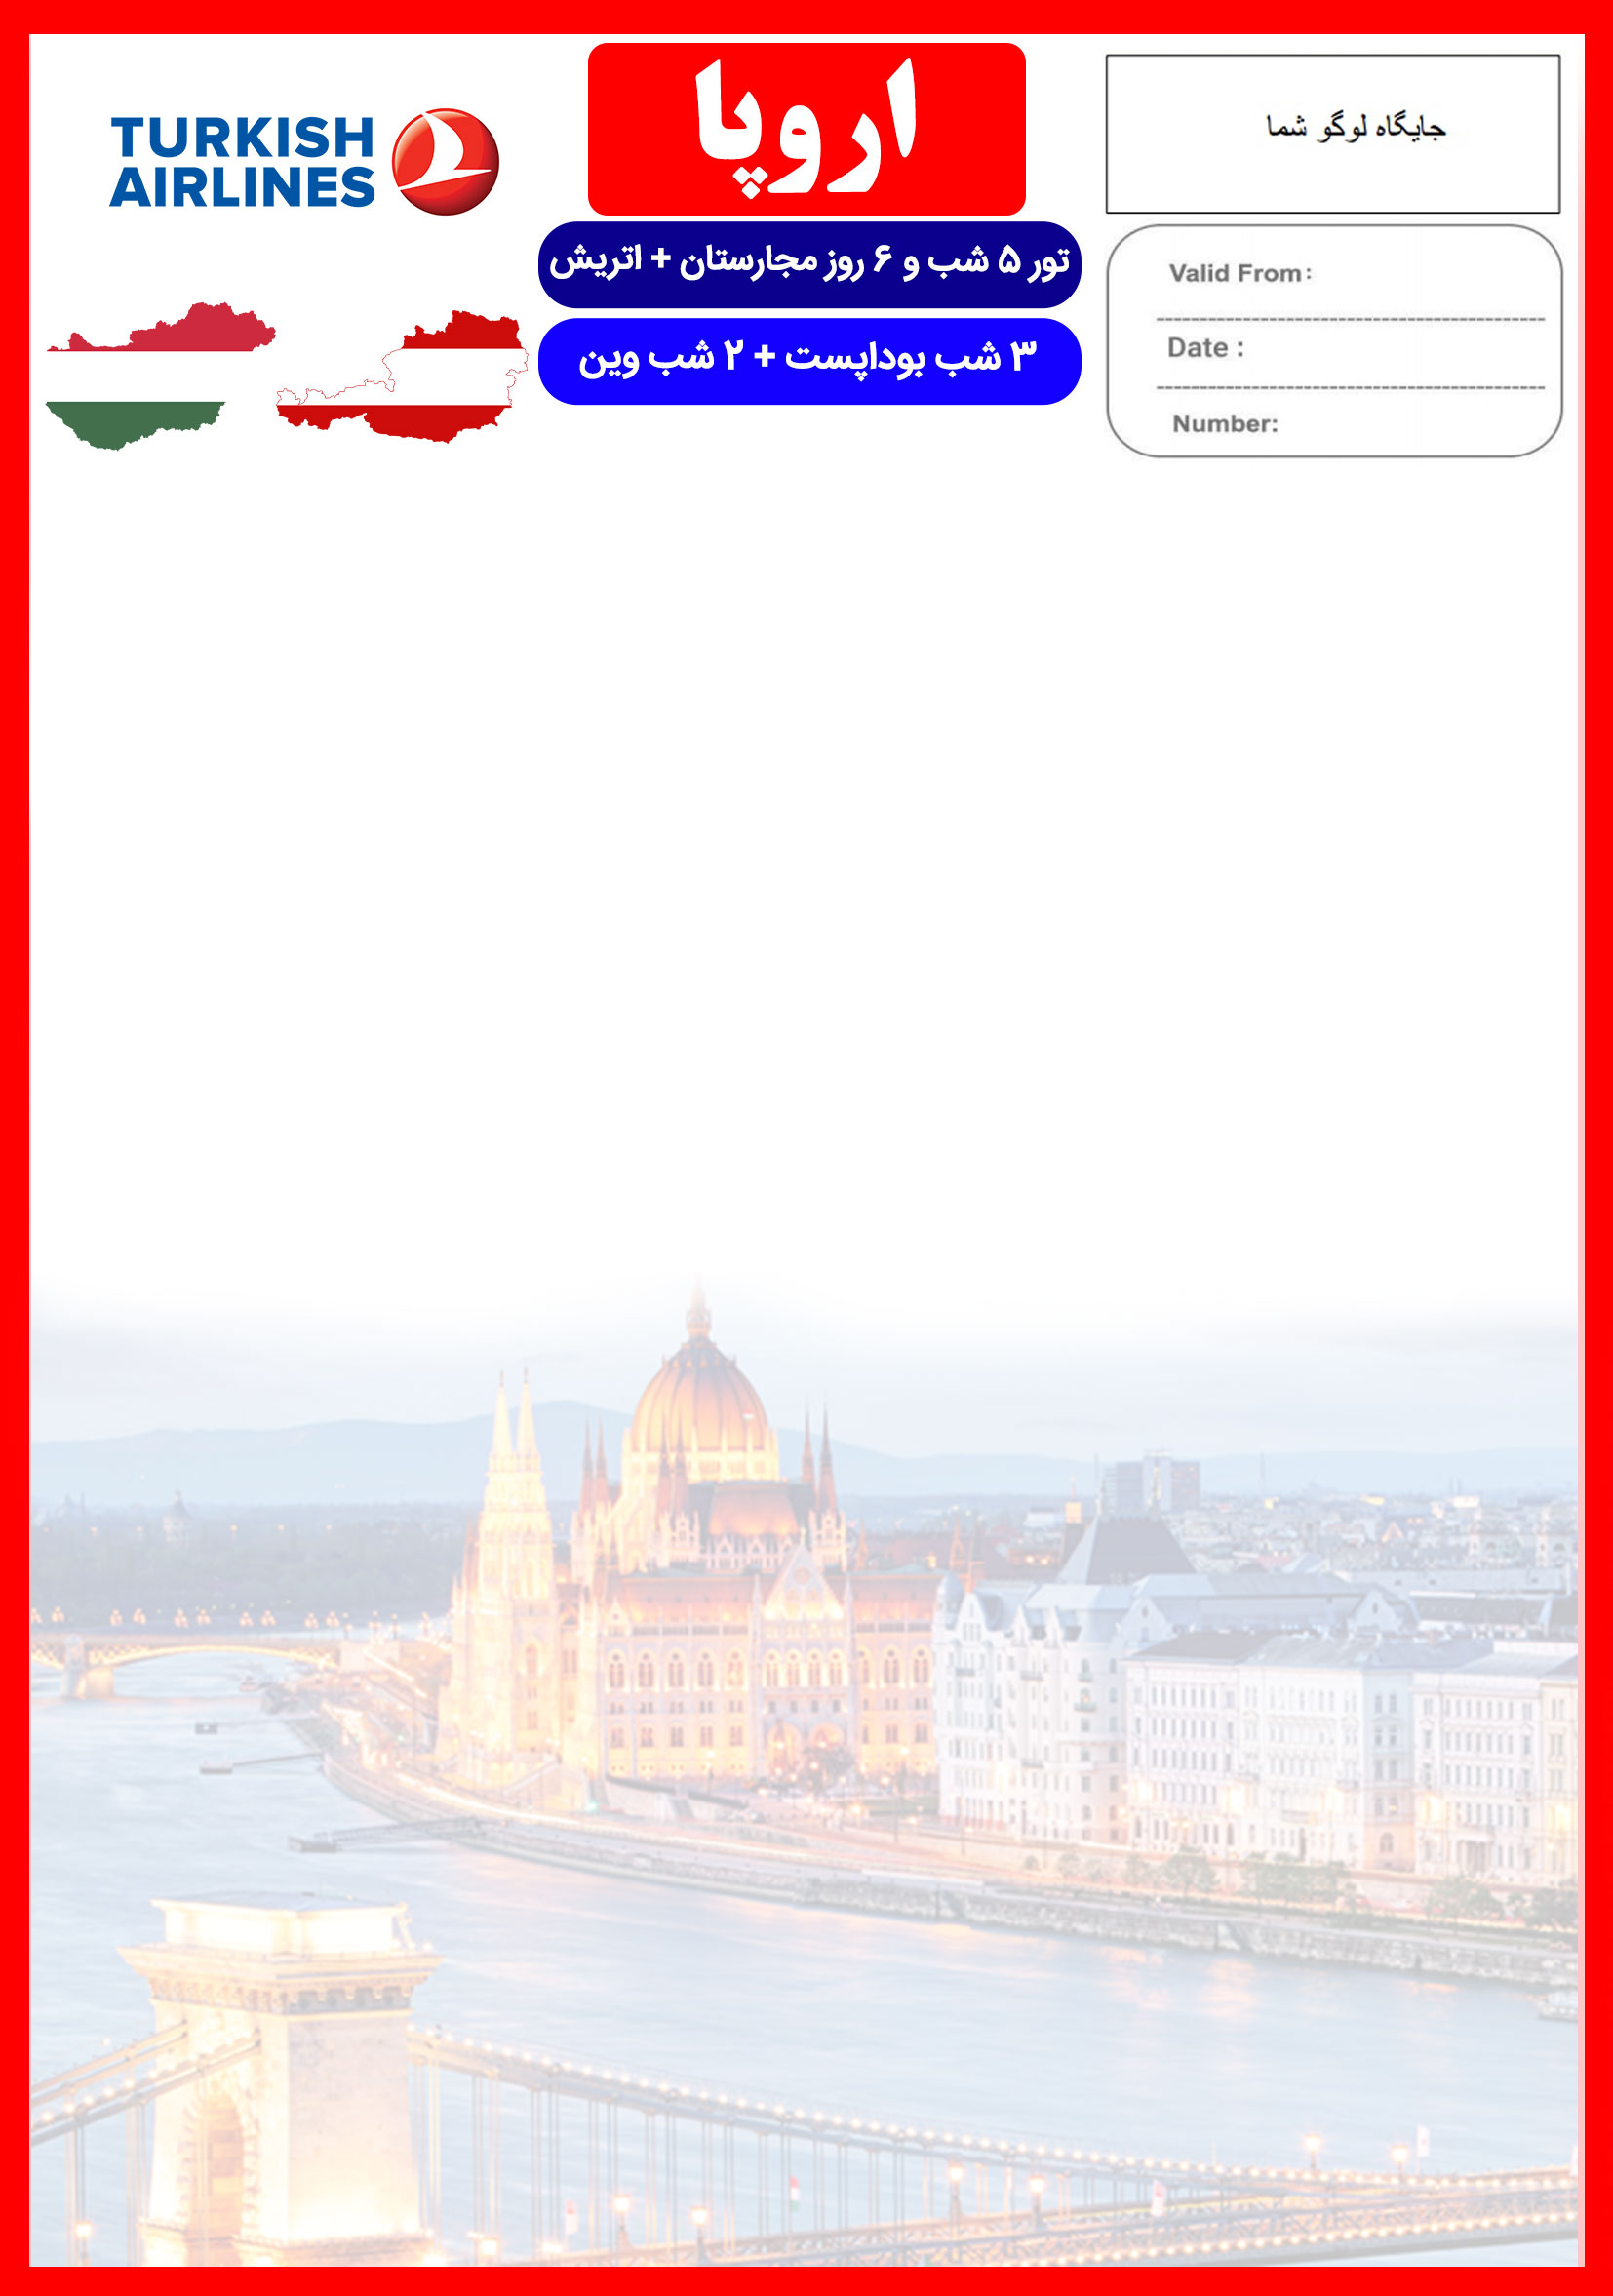 TURKISH
AIRLINES
اروپا
تور ۵ شب و ۶ روز مجارستان + اتریش
۳ شب بوداپست + ۲ شب وین
جایگاه لوگو شما
Valid From:
Date :
Number: